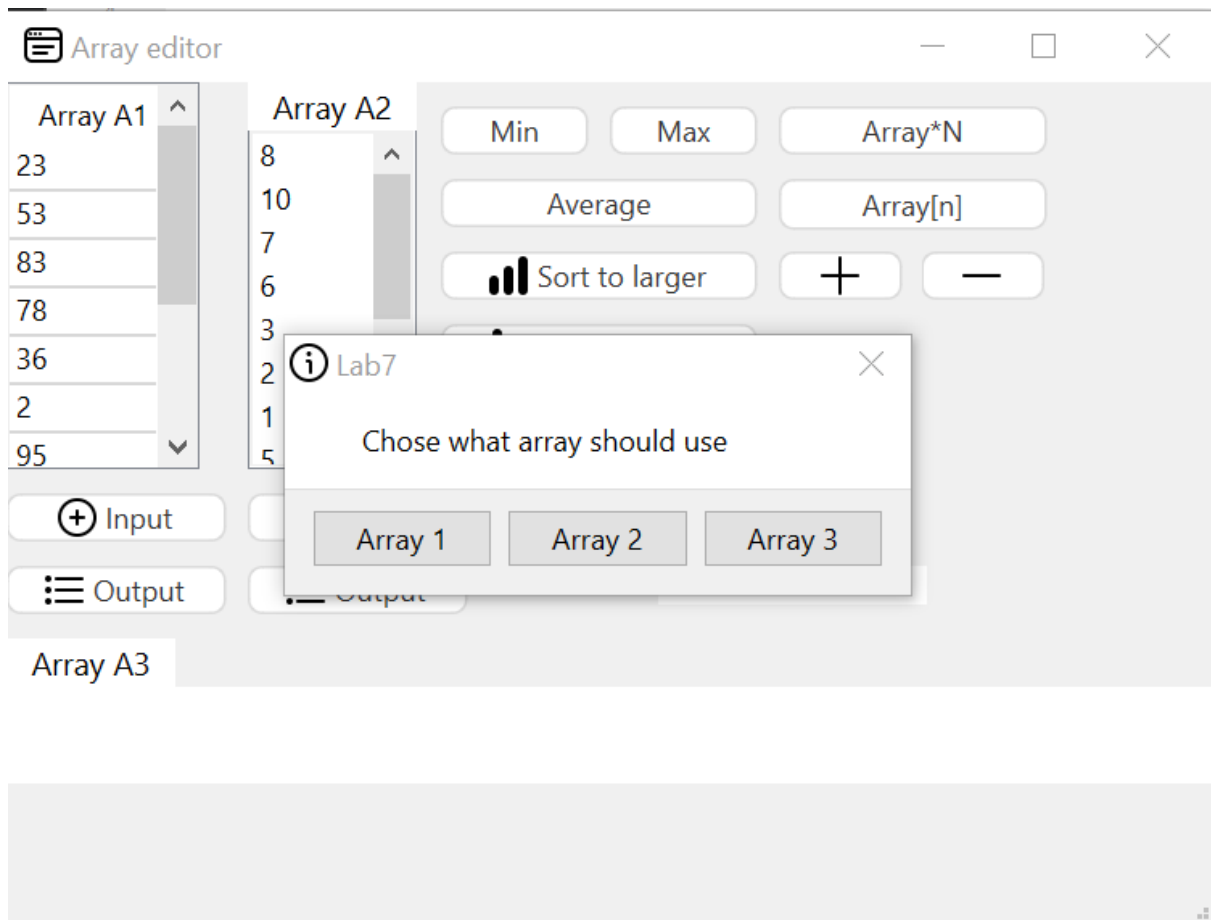 Array editor
Array A1
23
53
83
78
36
2
95
Input
Output
Array A2
8
10
7
6
3
2
1
5
Output
Min
Max
Array*N
Average
Array[n]
Sort to larger
Lab7
Chose what array should use
Array 1
Array 2
Array 3
Array A3